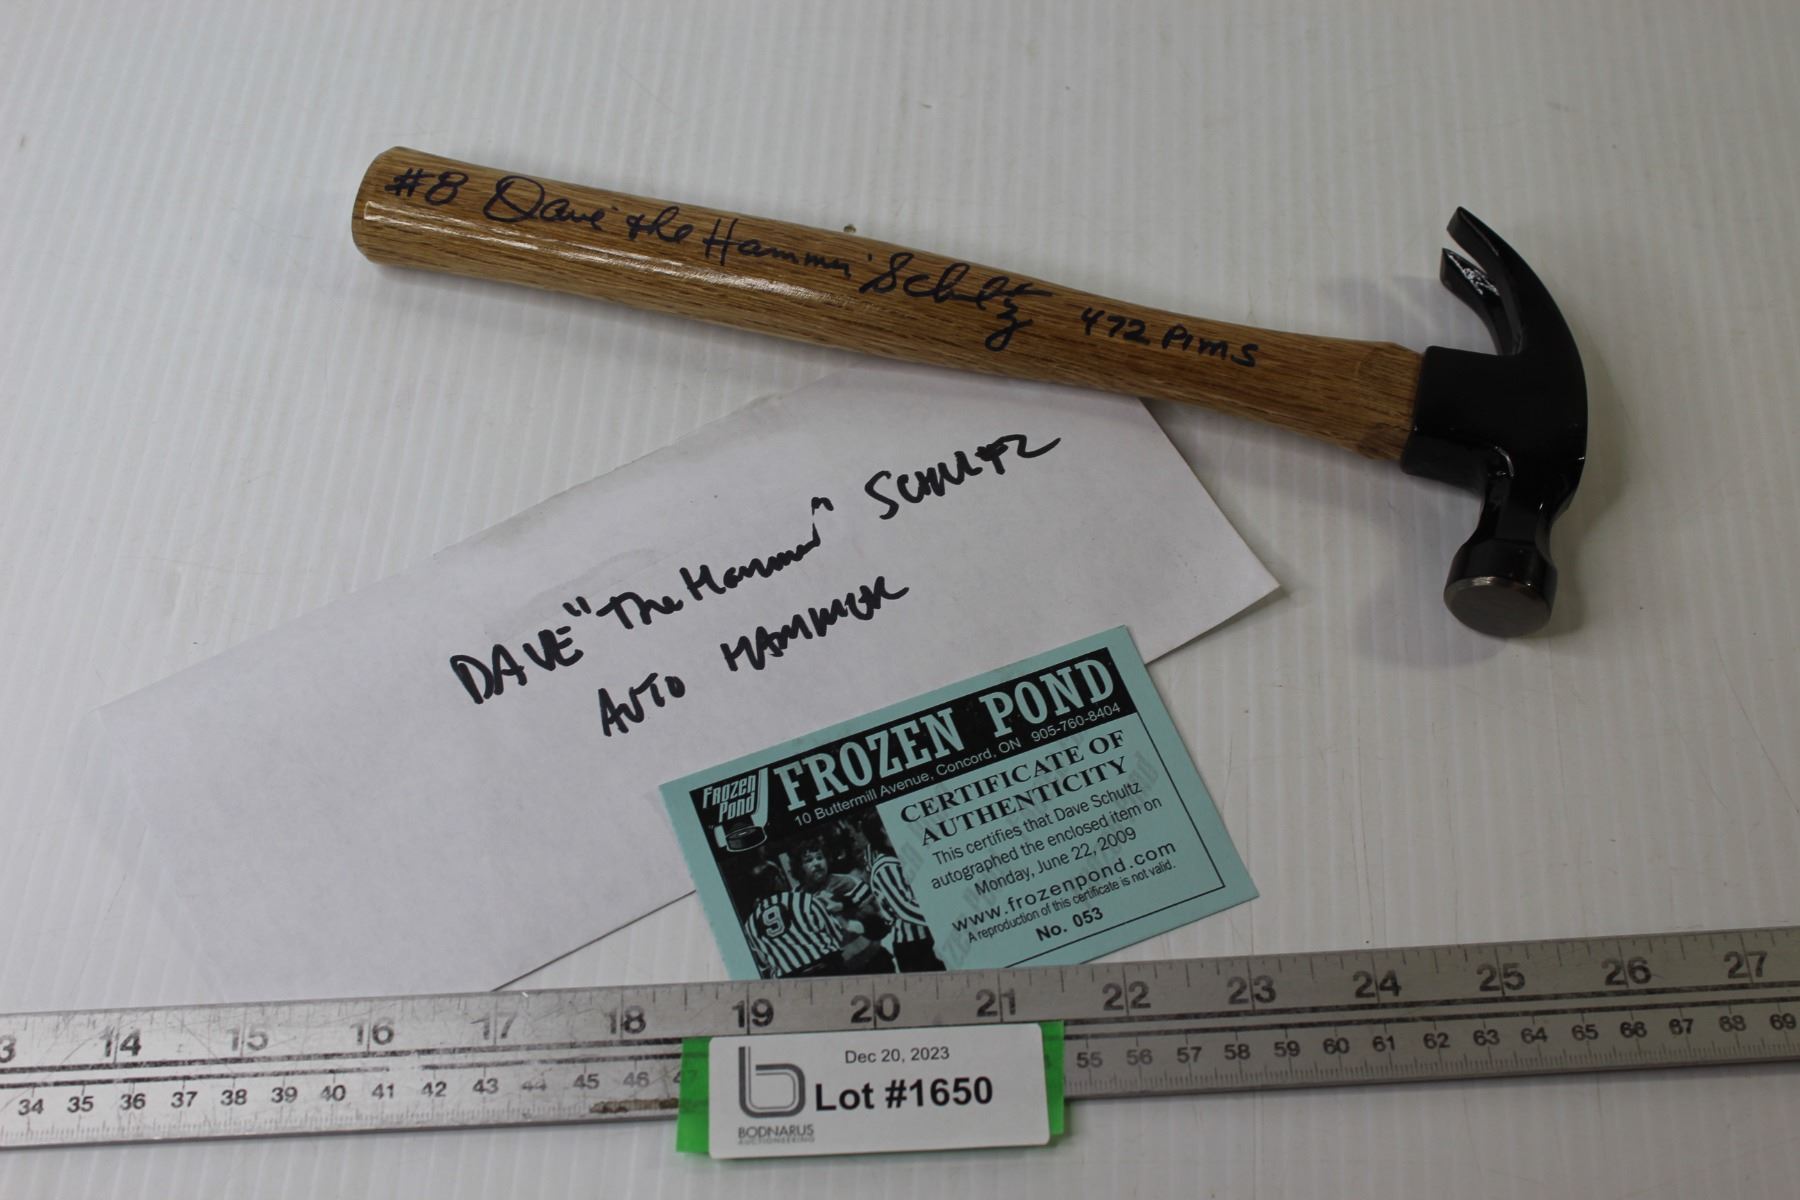 #8 Dave "the Hammer" Schultz 472 Pims
DAVE "The Hammer" SCHULTZ
AUTO HAMMER
FROZEN POND
FROZEN POND
10 Buttermill Avenue, Concord, ON 905-760-8404
CERTIFICATE OF
AUTHENTICITY
This certifies that Dave Schultz
autographed the enclosed item on
Monday, June 22, 2009
www.frozenpond.com
A reproduction of this certificate is not valid.
No. 053
9
3 14 15 16 17 18 19 20 21 22 23 24 25 26 27
34 35 36 37 38 39 40 41 42 43 44 45 46 47 55 56 57 58 59 60 61 62 63 64 65 66 67 68 69
Dec 20, 2023
Lot #1650
BODNARUS
AUCTIONEERING